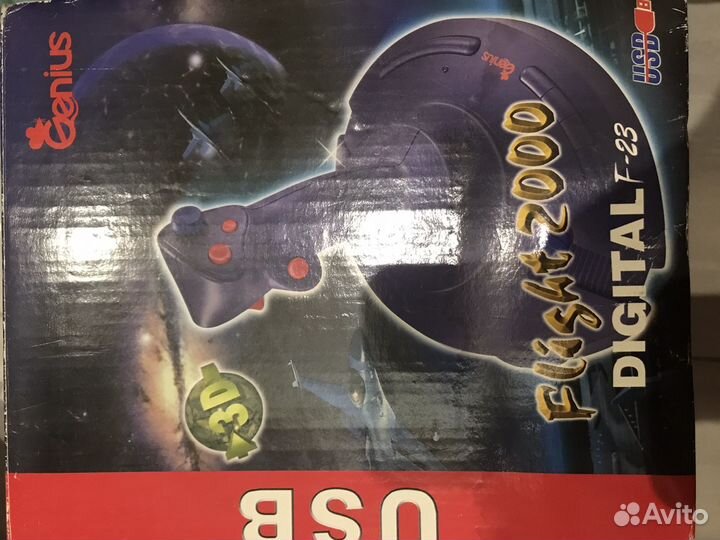 Genius
USB
Genius
Flight 2000
DIGITAL F-23
3D
USB
Avito